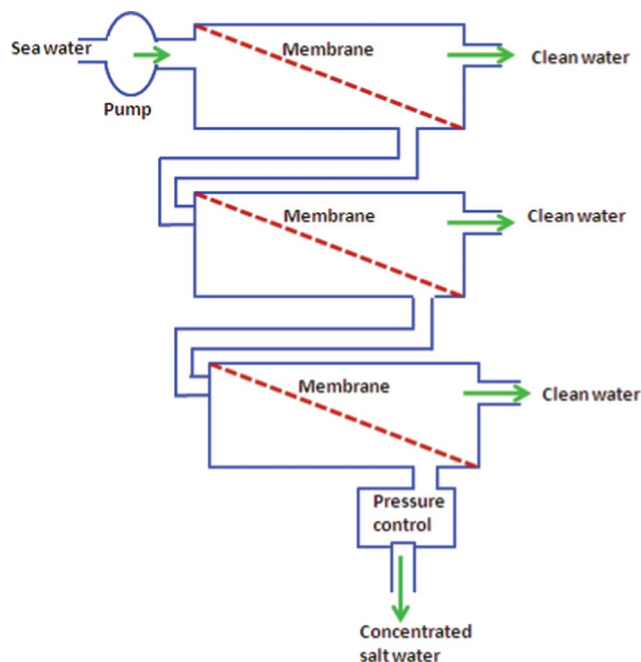 Sea water
Pump
Membrane
Clean water
Membrane
Clean water
Membrane
Clean water
Pressure
control
Concentrated
salt water